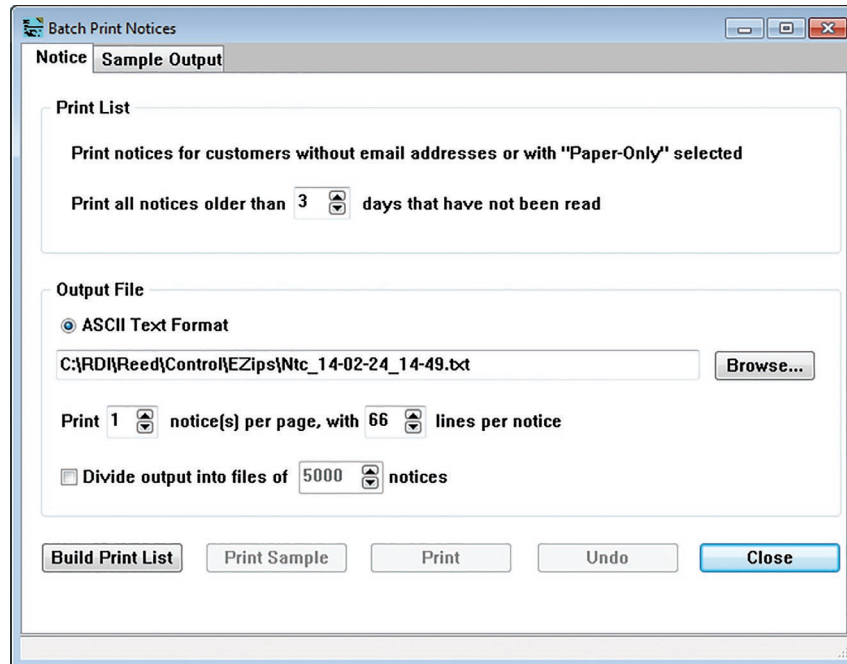 Batch Print Notices
Notice Sample Output
Print List
Print notices for customers without email addresses or with "Paper-Only" selected
Print all notices older than 3 days that have not been read
Output File
ASCII Text Format
C:\RDI\Reed\Control\EZips\Ntc_14-02-24_14-49.txt Browse...
Print 1 notice(s) per page, with 66 lines per notice
Divide output into files of 5000 notices
Build Print List Print Sample Print Undo Close